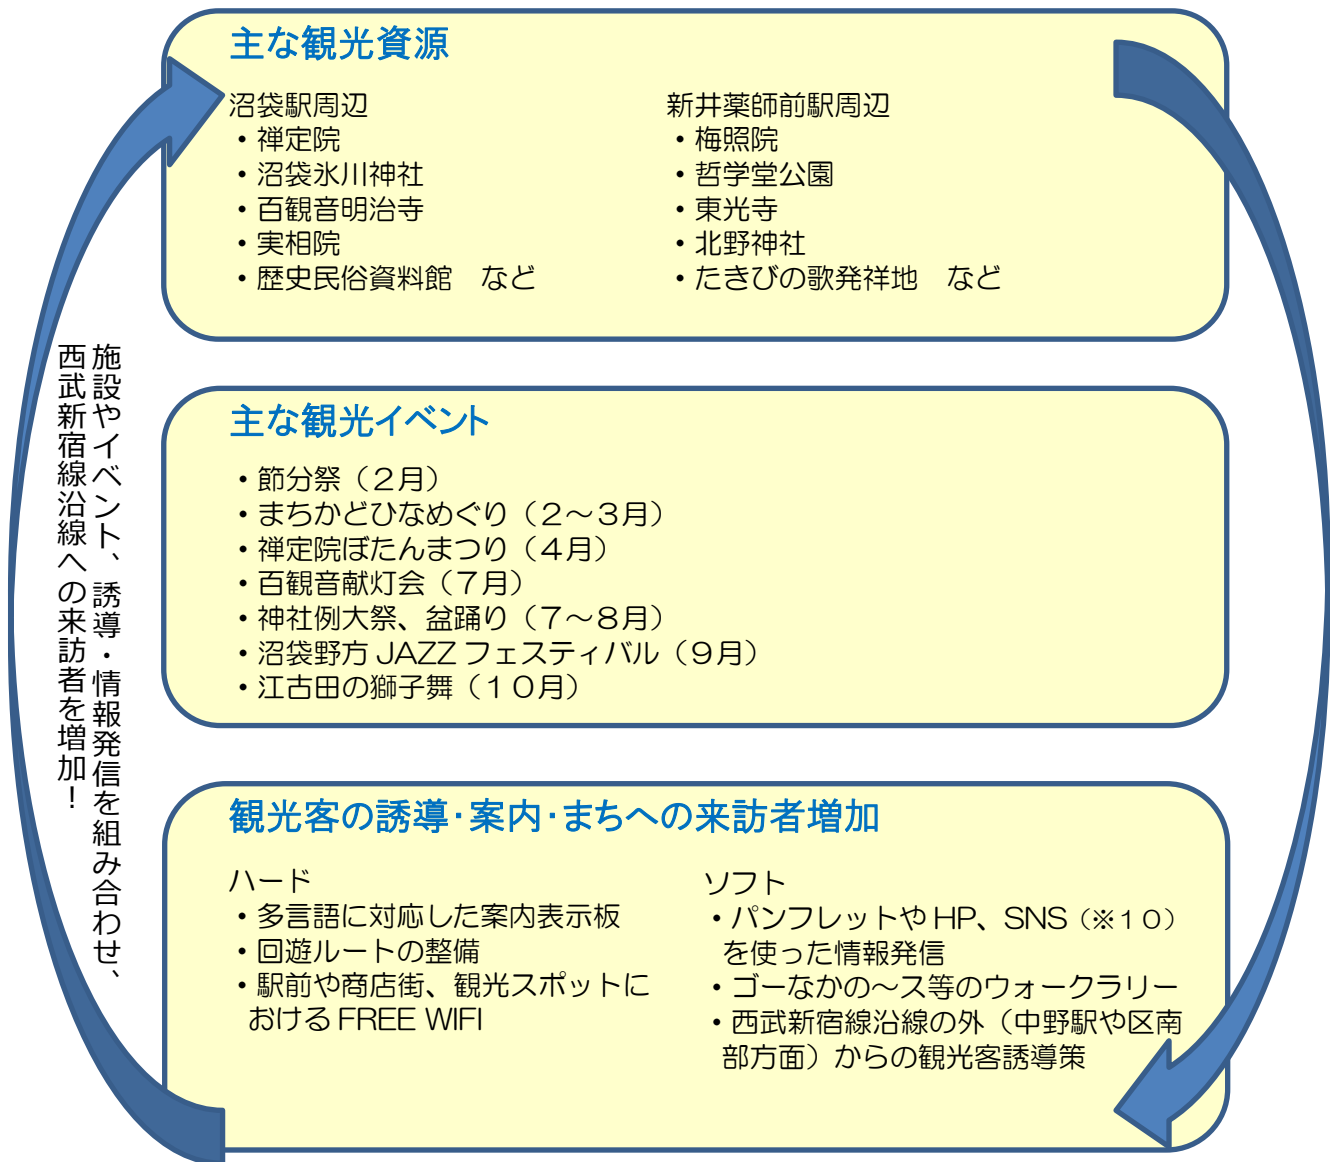 主な観光資源
沼袋駅周辺
・禅定院
・沼袋氷川神社
・百観音明治寺
・実相院
・歴史民俗資料館　など
新井薬師前駅周辺
・梅照院
・哲学堂公園
・東光寺
・北野神社
・たきびの歌発祥地　など
主な観光イベント
・節分祭（２月）
・まちかどひなめぐり（２～３月）
・禅定院ぼたんまつり（４月）
・百観音献灯会（７月）
・神社例大祭、盆踊り（７～８月）
・沼袋野方 JAZZ フェスティバル（９月）
・江古田の獅子舞（１０月）
観光客の誘導・案内・まちへの来訪者増加
ハード
・多言語に対応した案内表示板
・回遊ルートの整備
・駅前や商店街、観光スポットに
おける FREE WIFI
ソフト
・パンフレットや HP、SNS（※１０）
を使った情報発信
・ゴーなかの～ス等のウォークラリー
・西武新宿線沿線の外（中野駅や区南
部方面）からの観光客誘導策
施設やイベント、誘導・情報発信を組み合わせ、
西武新宿線沿線への来訪者を増加！